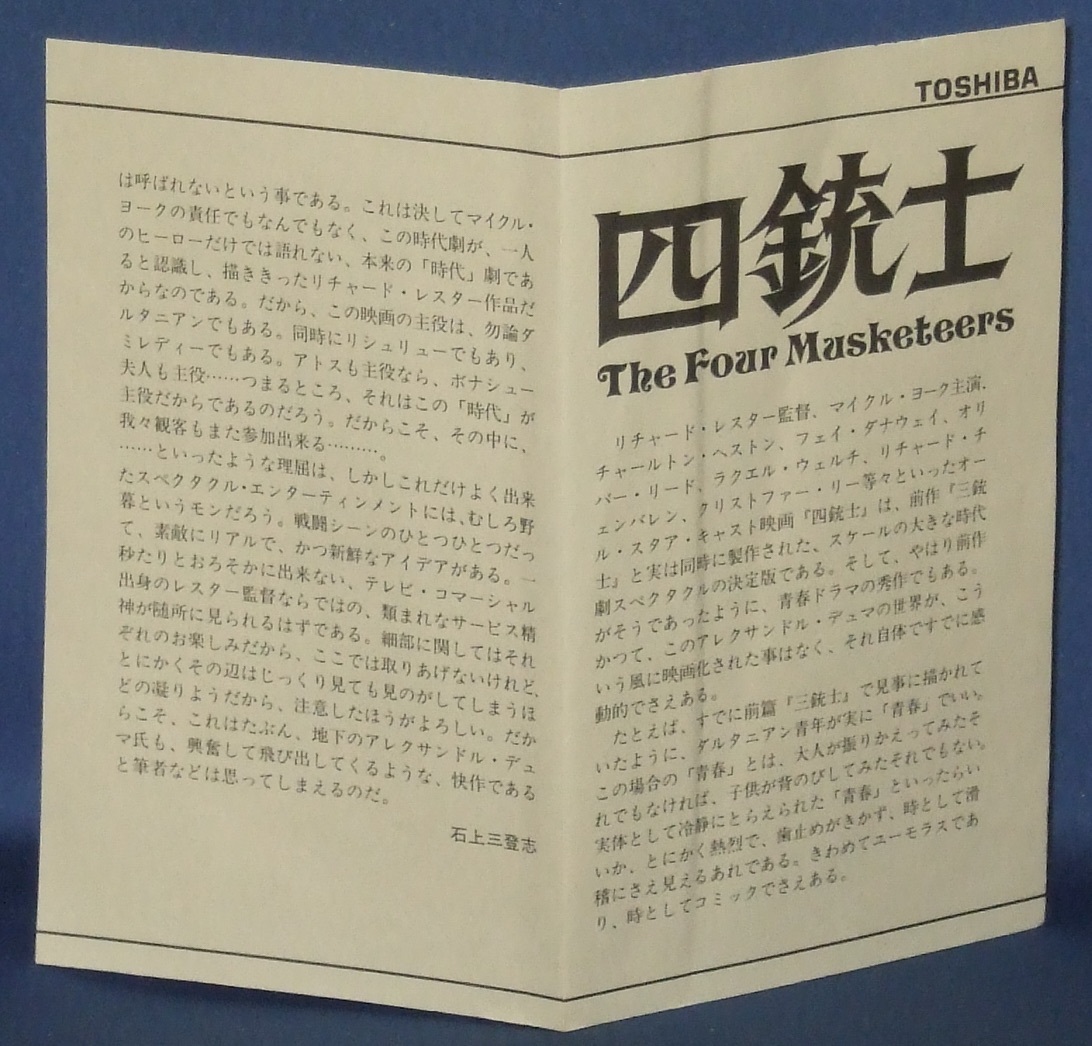 TOSHIBA
四銃士
The Four Musketeers
リチャード・レスター監督、マイクル・ヨーク主演、
チャールトン・ヘストン、フェイ・ダナウェイ、オリ
バー・リード、ラクエル・ウェルチ、リチャード・チ
ェンバレン、クリストファー・リー等々といったオー
ル・スタア・キャスト映画『四銃士』は、前作『三銃
士』と実は同時に製作された、スケールの大きな時代
劇スペクタクルの決定版である。そして、やはり前作
がそうであったように、青春ドラマの秀作でもある。
かつて、このアレクサンドル・デュマの世界が、こう
いう風に映画化された事はなく、それ自体ですでに感
動的でさえある。
たとえば、すでに前篇『三銃士』で見事に描かれて
いたように、ダルタニアン青年が実に「青春」でいい。
この場合の「青春」とは、大人が振りかえってみたそ
れでもなければ、子供が背のびしてみたそれでもない。
実体として冷静にとらえられた「青春」といったらい
いか、とにかく熱烈で、歯止めがきかず、時として滑
稽にさえ見えるあれである。きわめてユーモラスであ
り、時としてコミックでさえある。
は呼ばれないという事である。これは決してマイクル・
ヨークの責任でもなんでもなく、この時代劇が、一人
のヒーローだけでは語れない、本来の「時代」劇であ
ると認識し、描ききったリチャード・レスター作品だ
からなのである。だから、この映画の主役は、勿論ダ
ルタニアンでもある。同時にリシュリューでもあり、
ミレディーでもある。アトスも主役なら、ボナシュー
夫人も主役……つまるところ、それはこの「時代」が
主役だからであるのだろう。だからこそ、その中に、
我々観客もまた参加出来る………。
……といったような理屈は、しかしこれだけよく出来
たスペクタクル・エンターティンメントには、むしろ野
暮というモンだろう。戦闘シーンのひとつひとつだっ
て、素敵にリアルで、かつ新鮮なアイデアがある。一
秒たりとおろそかに出来ない、テレビ・コマーシャル
出身のレスター監督ならではの、類まれなサービス精
神が随所に見られるはずである。細部に関してはそれ
ぞれのお楽しみだから、ここでは取りあげないけれど、
とにかくその辺はじっくり見ても見のがしてしまうほ
どの凝りようだから、注意したほうがよろしい。だか
らこそ、これはたぶん、地下のアレクサンドル・デュ
マ氏も、興奮して飛び出してくるような、快作である
と筆者などは思ってしまえるのだ。
石上三登志